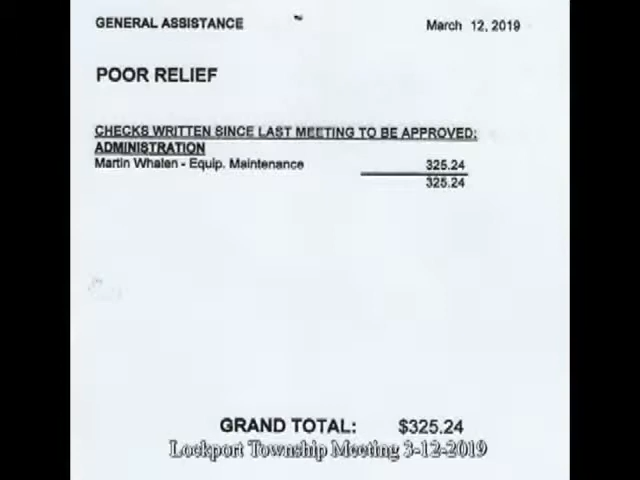 GENERAL ASSISTANCE March 12, 2019
POOR RELIEF
CHECKS WRITTEN SINCE LAST MEETING TO BE APPROVED:
ADMINISTRATION
Martin Whalen - Equip. Maintenance 325.24
325.24
GRAND TOTAL: $325.24
Lockport Township Meeting 3-12-2019